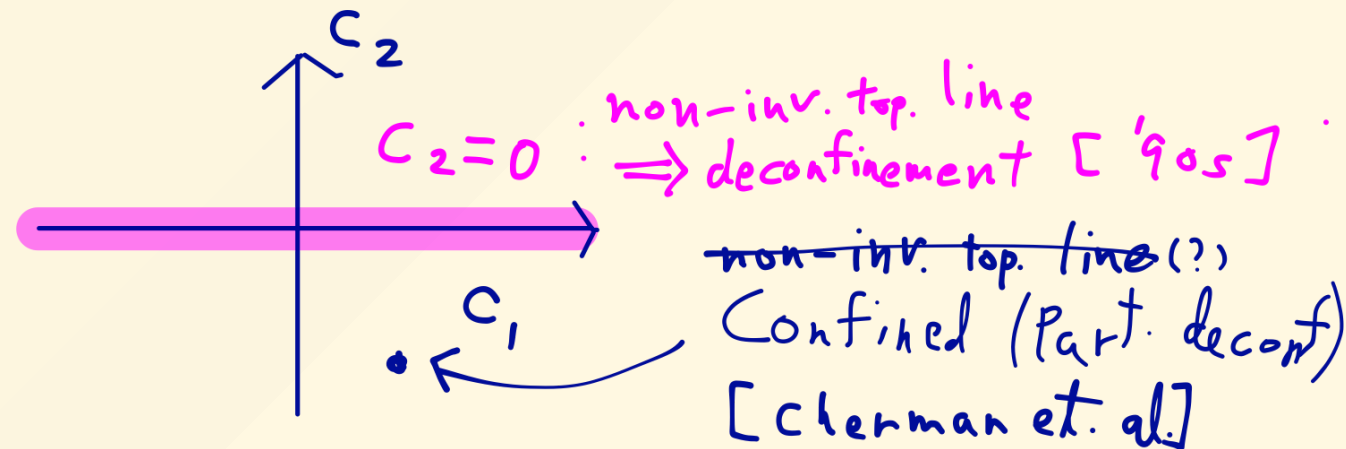 C₂
C₂=0 : non-inv. top. line
⇒ deconfinement ['90s]
non-inv. top. line (?)
C₁
Confined (Part. deconf)
[Cherman et. al.]